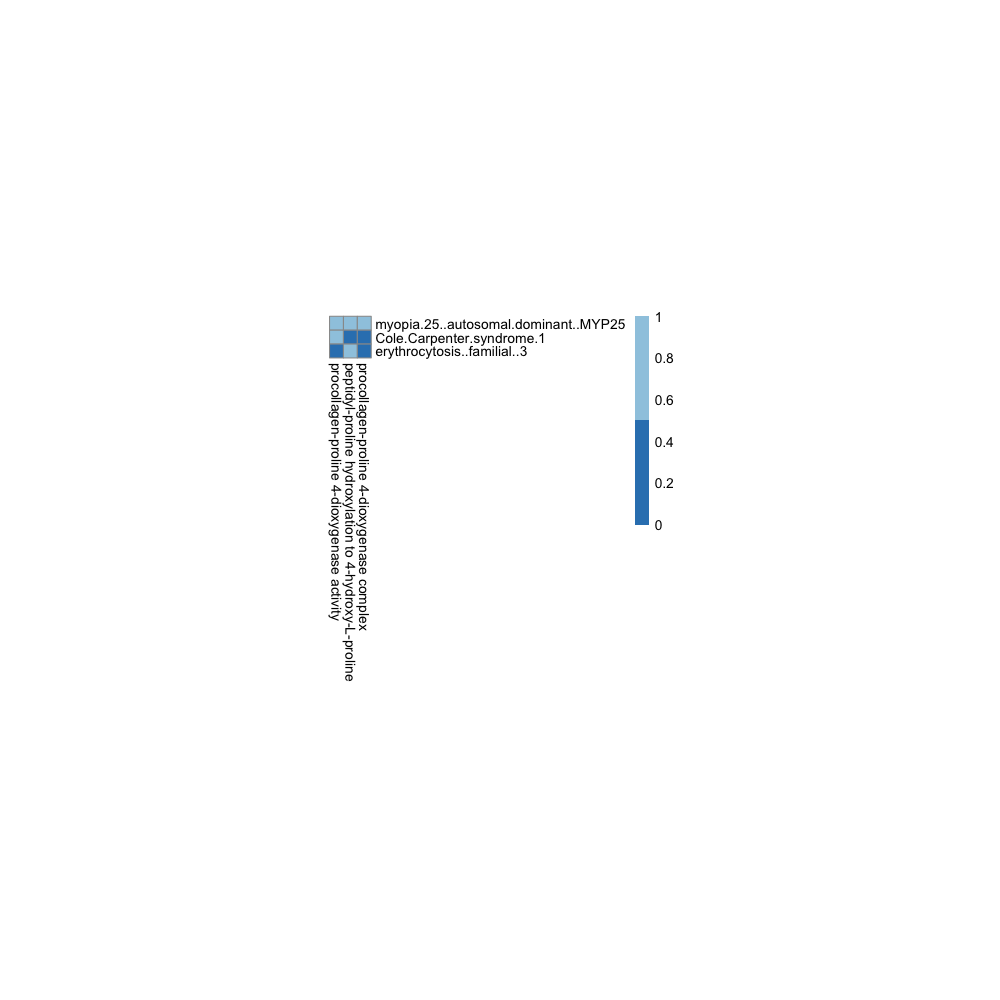 myopia.25..autosomal.dominant..MYP25
Cole.Carpenter.syndrome.1
erythrocytosis..familial..3
procollagen-proline 4-dioxygenase activity
peptidyl-proline hydroxylation to 4-hydroxy-L-proline
procollagen-proline 4-dioxygenase complex
1
0.8
0.6
0.4
0.2
0